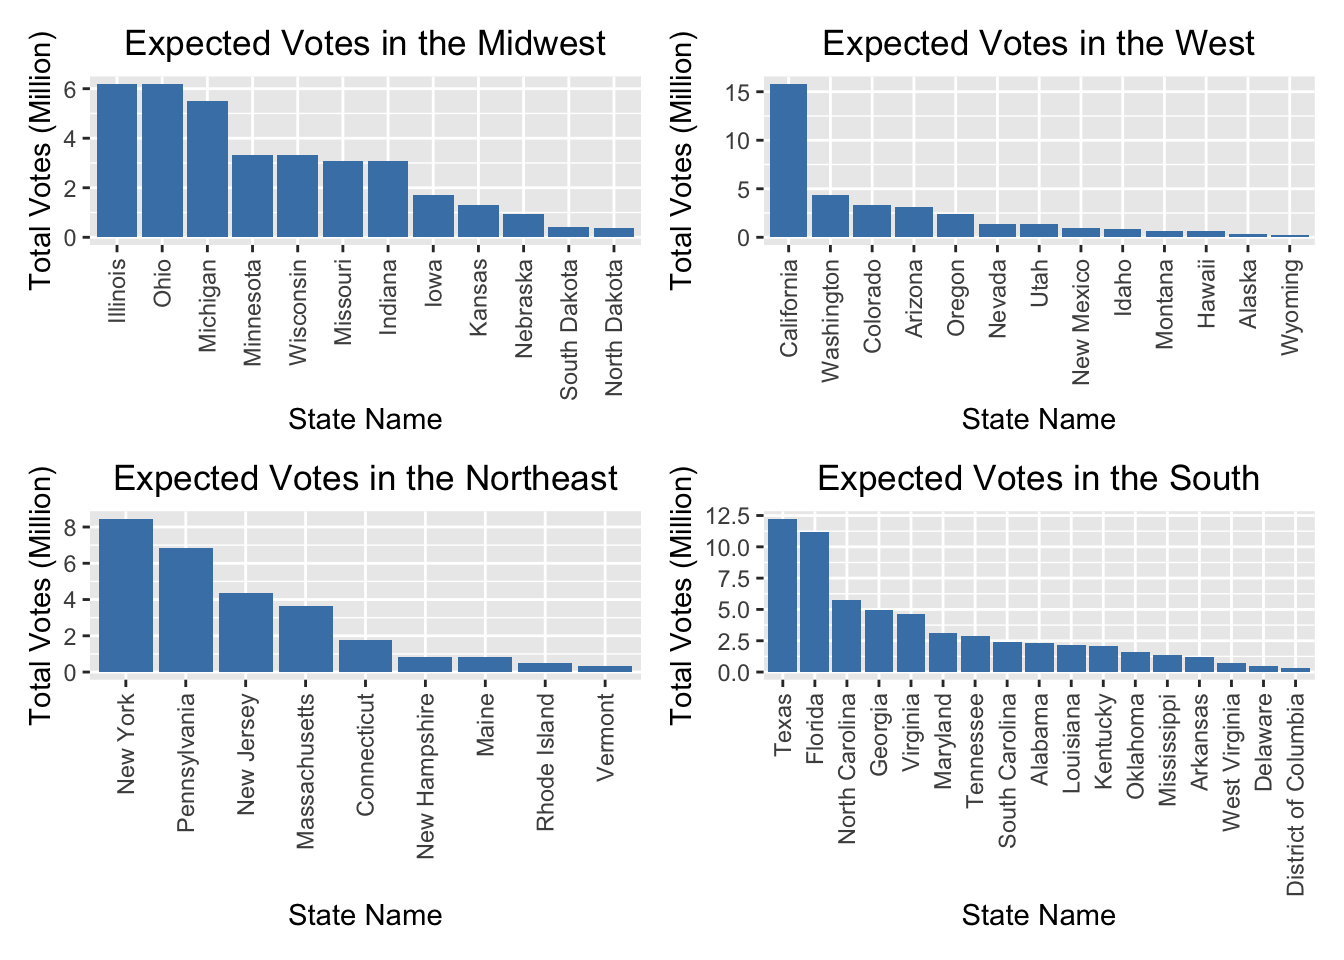 Expected Votes in the Midwest
Total Votes (Million)
6
4
2
0
Illinois
Ohio
Michigan
Minnesota
Wisconsin
Missouri
Indiana
Iowa
Kansas
Nebraska
South Dakota
North Dakota
State Name
Expected Votes in the West
Total Votes (Million)
15
10
5
0
California
Washington
Colorado
Arizona
Oregon
Nevada
Utah
New Mexico
Idaho
Montana
Hawaii
Alaska
Wyoming
State Name
Expected Votes in the Northeast
Total Votes (Million)
8
6
4
2
0
New York
Pennsylvania
New Jersey
Massachusetts
Connecticut
New Hampshire
Maine
Rhode Island
Vermont
State Name
Expected Votes in the South
Total Votes (Million)
12.5
10.0
7.5
5.0
2.5
0.0
Texas
Florida
North Carolina
Georgia
Virginia
Maryland
Tennessee
South Carolina
Alabama
Louisiana
Kentucky
Oklahoma
Mississippi
Arkansas
West Virginia
Delaware
District of Columbia
State Name